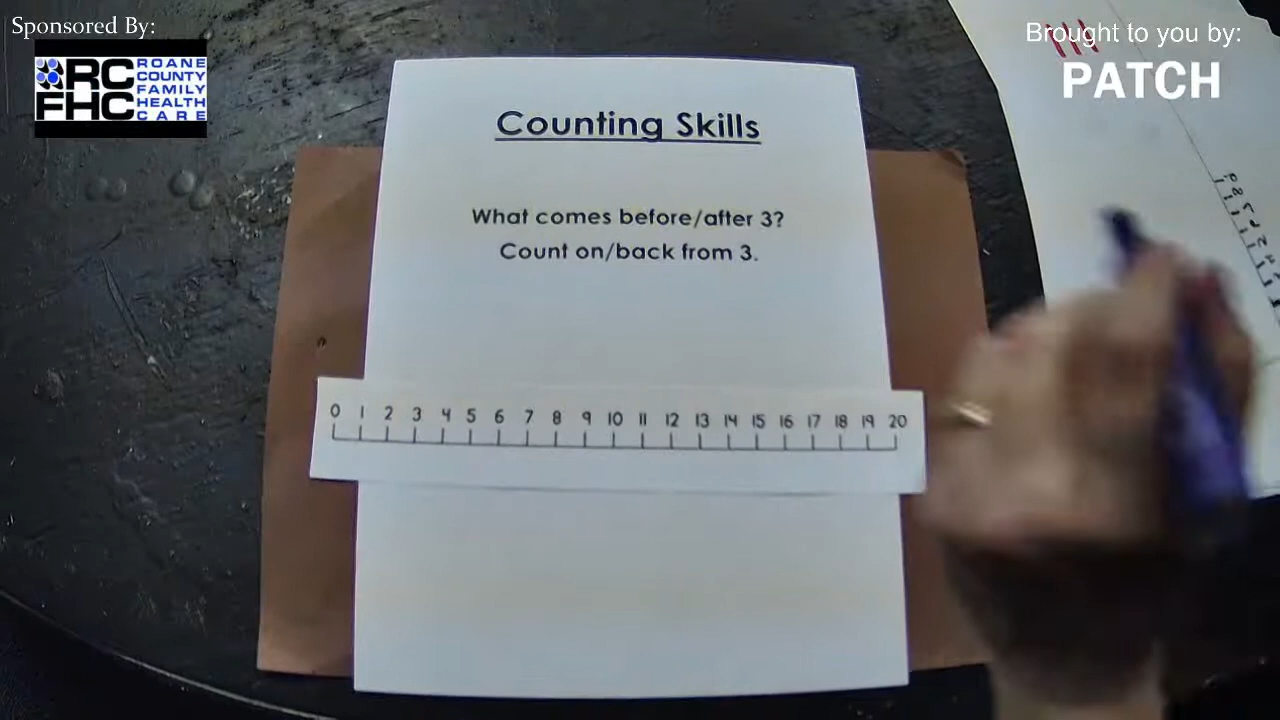 Sponsored By:
RC
FHC
ROANE
COUNTY
FAMILY
HEALTH
CARE
Brought to you by:
PATCH
Counting Skills
What comes before/after 3?
Count on/back from 3.
0 1 2 3 4 5 6 7 8 9 10 11 12 13 14 15 16 17 18 19 20